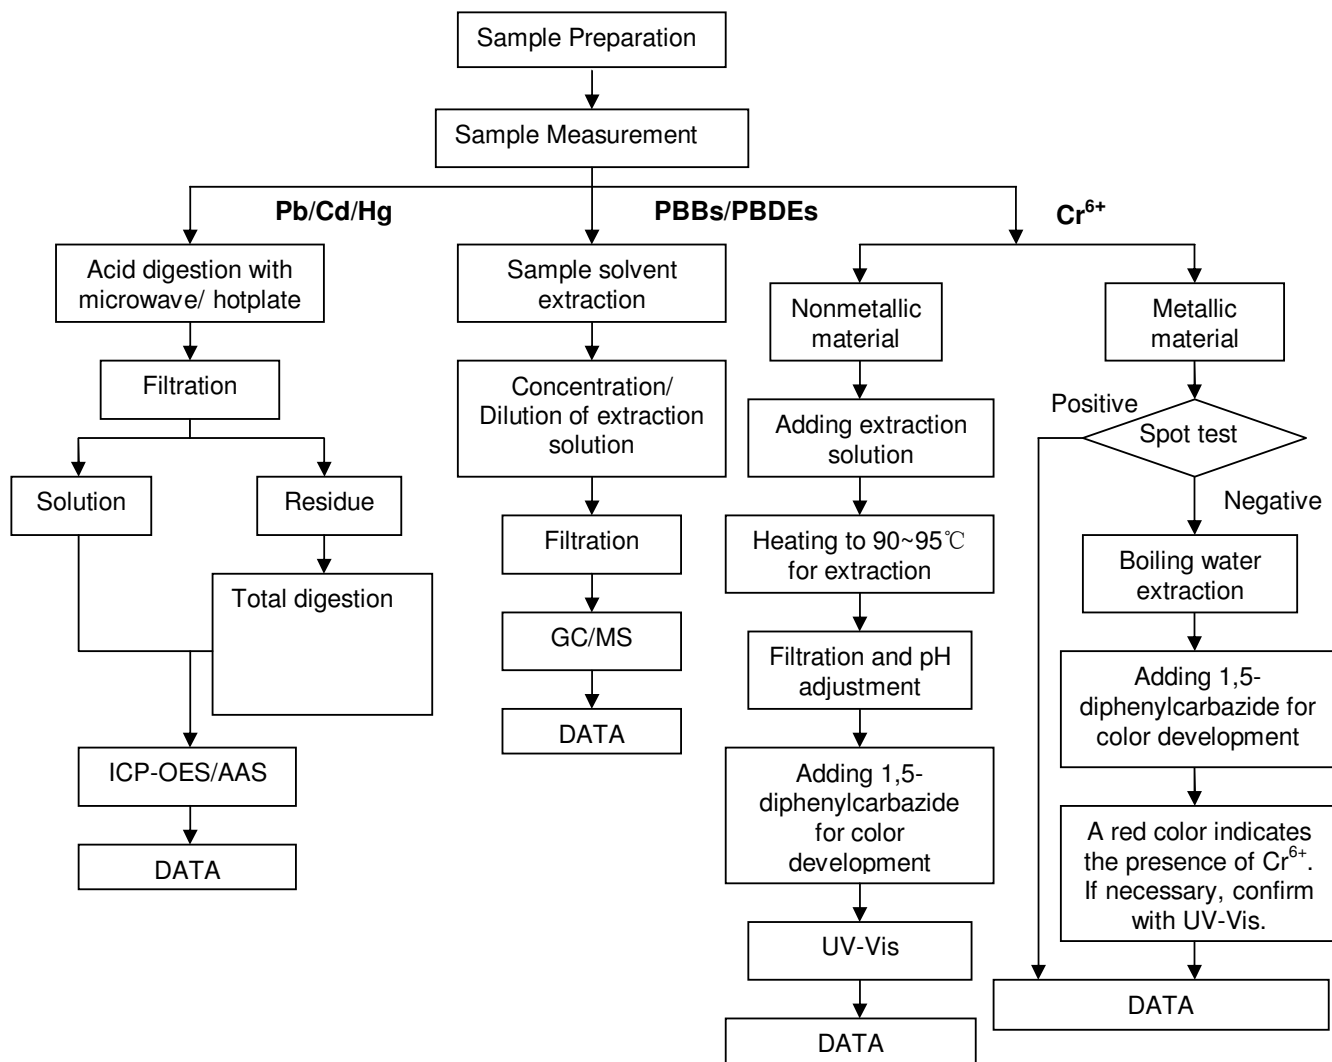 Sample Preparation
Sample Measurement
Pb/Cd/Hg
PBBs/PBDEs
Cr⁶⁺
Acid digestion with
microwave/ hotplate
Filtration
Solution
Residue
Total digestion
ICP-OES/AAS
DATA
Sample solvent
extraction
Concentration/
Dilution of extraction
solution
Filtration
GC/MS
DATA
Nonmetallic
material
Adding extraction
solution
Heating to 90~95℃
for extraction
Filtration and pH
adjustment
Adding 1,5-
diphenylcarbazide
for color
development
UV-Vis
DATA
Metallic
material
Positive
Spot test
Negative
Boiling water
extraction
Adding 1,5-
diphenylcarbazide for
color development
A red color indicates
the presence of Cr⁶⁺.
If necessary, confirm
with UV-Vis.
DATA